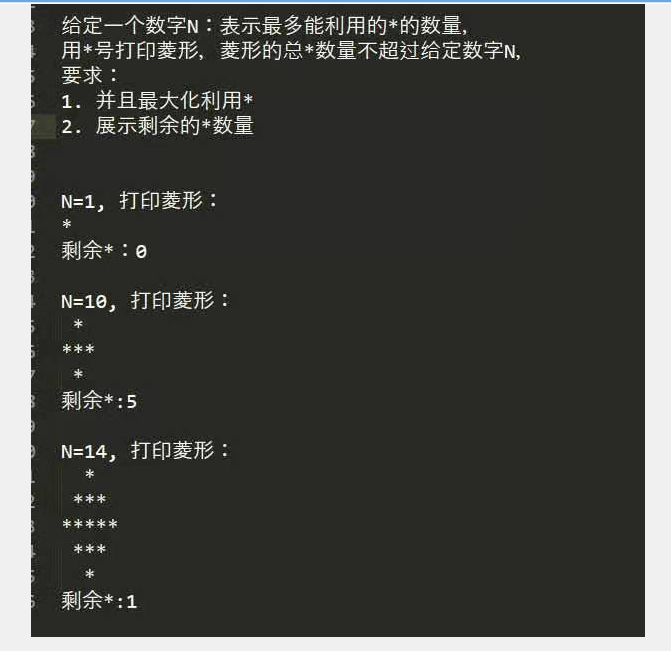 给定一个数字N：表示最多能利用的*的数量，
用*号打印菱形，菱形的总*数量不超过给定数字N，
要求：
1. 并且最大化利用*
2. 展示剩余的*数量
N=1, 打印菱形：
*
剩余*：0
N=10, 打印菱形：
*
***
*
剩余*:5
N=14, 打印菱形：
*
***
*****
***
*
剩余*:1